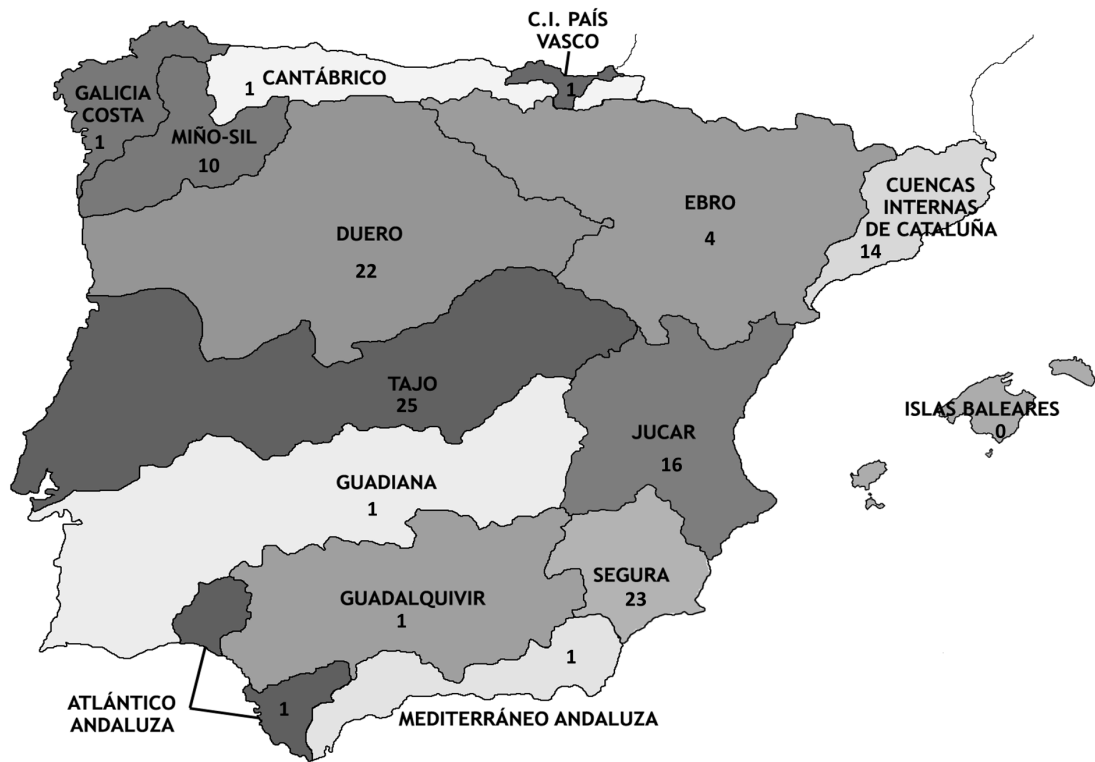 C.I. PAÍS
VASCO
1
CANTÁBRICO
1
GALICIA
COSTA
1
MIÑO-SIL
10
DUERO
22
EBRO
4
CUENCAS
INTERNAS
DE CATALUÑA
14
TAJO
25
ISLAS BALEARES
0
JUCAR
16
GUADIANA
1
SEGURA
23
GUADALQUIVIR
1
1
MEDITERRÁNEO ANDALUZA
ATLÁNTICO
ANDALUZA
1